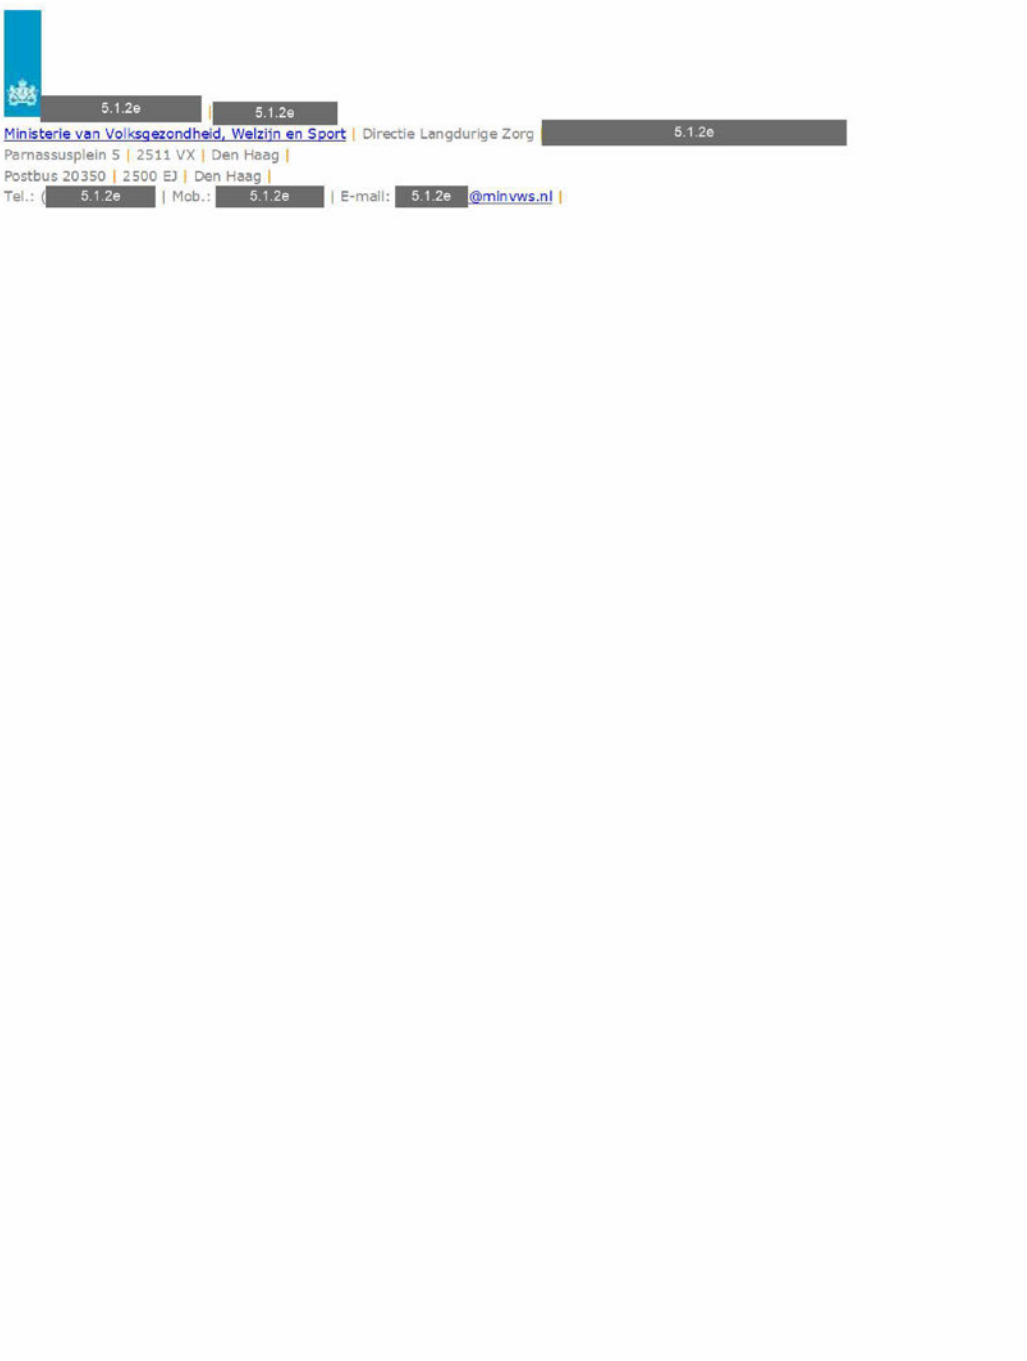 5.1.2e | 5.1.2e
Ministerie van Volksgezondheid, Welzijn en Sport | Directie Langdurige Zorg | 5.1.2e
Parnassusplein 5 | 2511 VX | Den Haag |
Postbus 20350 | 2500 EJ | Den Haag |
Tel.: ( 5.1.2e | Mob.: 5.1.2e | E-mail: 5.1.2e @minvws.nl |